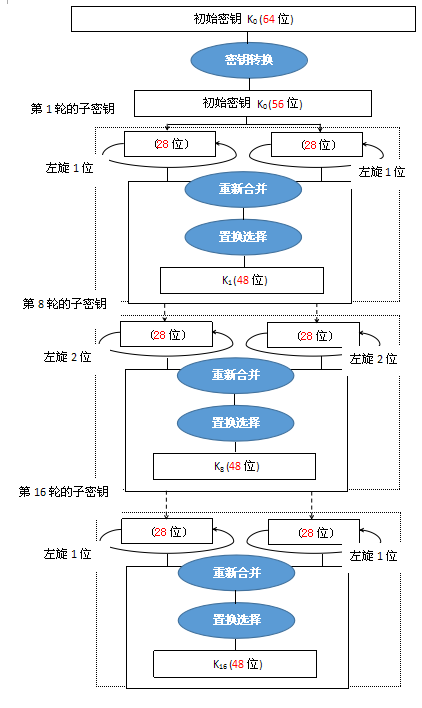 初始密钥 K₀(64位)
密钥转换
初始密钥 K₀(56位)
第1轮的子密钥
(28位) (28位)
左旋1位 左旋1位
重新合并
置换选择
K₁(48位)
第8轮的子密钥
(28位) (28位)
左旋2位 左旋2位
重新合并
置换选择
K₈(48位)
第16轮的子密钥
(28位) (28位)
左旋1位 左旋1位
重新合并
置换选择
K₁₆(48位)